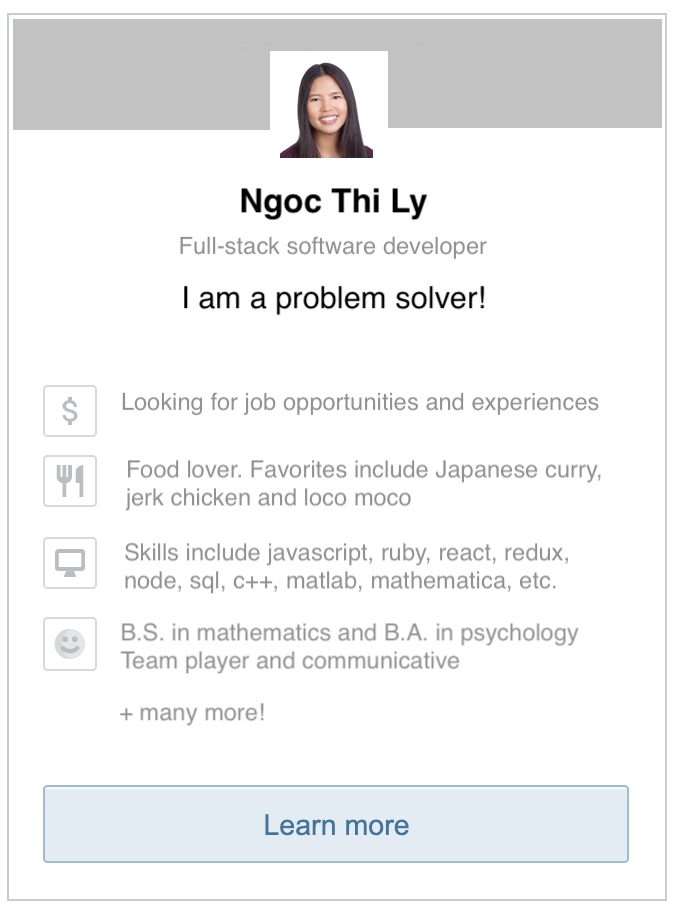 Ngoc Thi Ly
Full-stack software developer
I am a problem solver!
$
Looking for job opportunities and experiences
Food lover. Favorites include Japanese curry,
jerk chicken and loco moco
Skills include javascript, ruby, react, redux,
node, sql, c++, matlab, mathematica, etc.
B.S. in mathematics and B.A. in psychology
Team player and communicative
+ many more!
Learn more